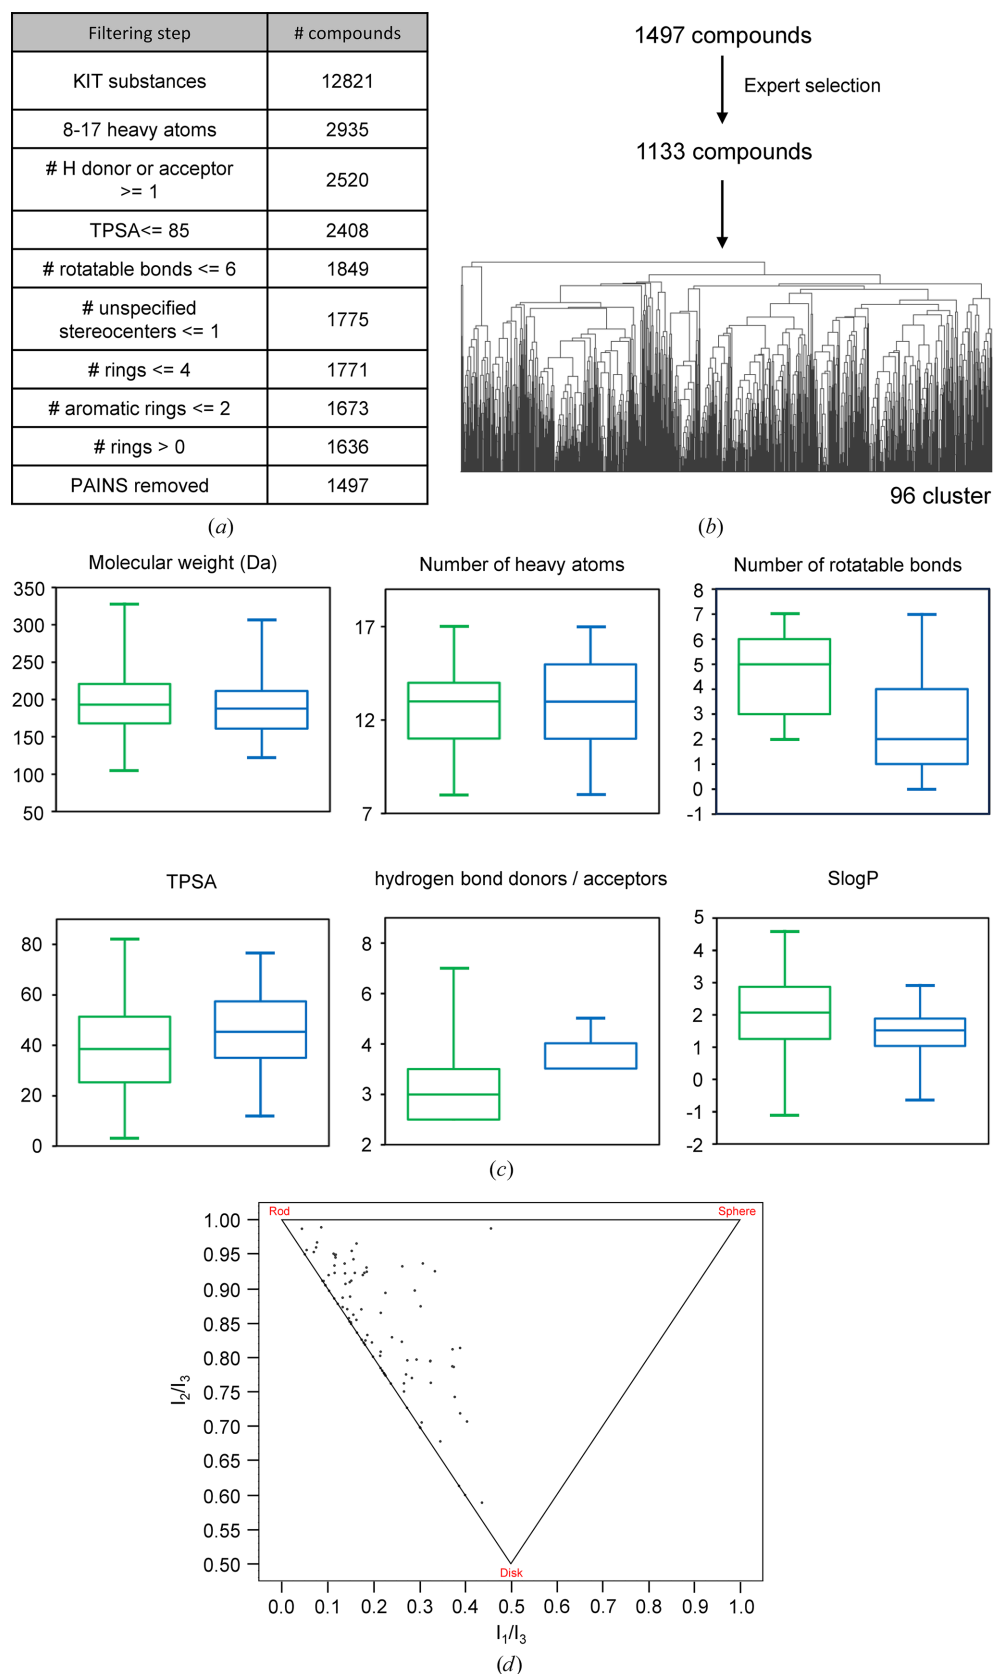 Filtering step # compounds
KIT substances 12821
8-17 heavy atoms 2935
# H donor or acceptor
>= 1 2520
TPSA<= 85 2408
# rotatable bonds <= 6 1849
# unspecified
stereocenters <= 1 1775
# rings <= 4 1771
# aromatic rings <= 2 1673
# rings > 0 1636
PAINS removed 1497
(a)
1497 compounds
Expert selection
1133 compounds
96 cluster
(b)
Molecular weight (Da)
350
300
250
200
150
100
50
Number of heavy atoms
17
12
7
Number of rotatable bonds
8
7
6
5
4
3
2
1
0
-1
TPSA
80
60
40
20
0
hydrogen bond donors / acceptors
8
6
4
3
2
SlogP
5
4
3
2
1
0
-1
-2
(c)
Rod Sphere
1.00
0.95
0.90
0.85
0.80
0.75
0.70
0.65
0.60
0.55
0.50
I2/I3
Disk
0.0 0.1 0.2 0.3 0.4 0.5 0.6 0.7 0.8 0.9 1.0
I1/I3
(d)